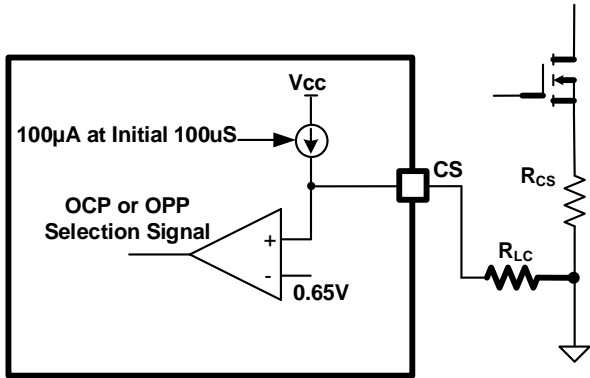 Vcc
100µA at Initial 100uS
CS
OCP or OPP
Selection Signal
+
-
0.65V
RCS
RLC